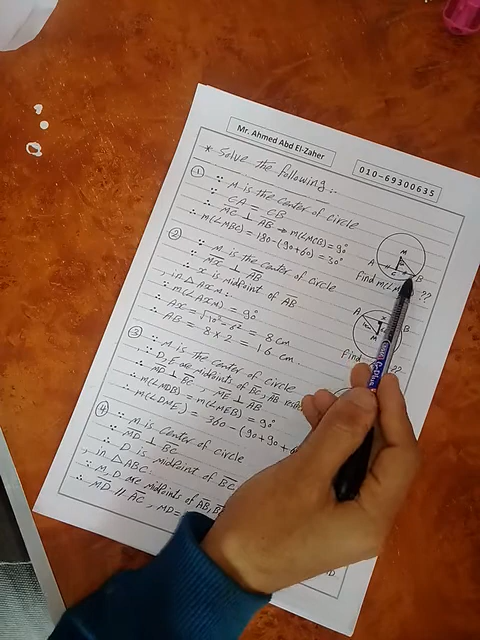 Mr. Ahmed Abd El-Zaher
010-69300635
* Solve the following:-
①
∵ M is the center of circle
∵ CA = CB
∴ MC ⊥ AB → m(∠MCB) = 90°
∴ m(∠MBC) = 180-(90+60) = 30°
M
A
C
B
Find m(∠M ??
②
∵ M is the center of circle
∵ MX ⊥ AB
∴ X is midpoint of AB
, in △AXM:
∵ m(∠AXM) = 90°
∴ AX = √10²-6² = 8 cm
∴ AB = 8 × 2 = 16 cm
A
X
B
Find ??
③
∵ M is the center of circle
∵ D, E are midpoints of BC, AB
∴ MD ⊥ BC, ME ⊥ AB
∴ m(∠MDB) = m(∠MEB) = 90°
∴ m(∠DME) = 360 - (90+90+
④
∵ M is center of circle
∵ MD ⊥ BC
∴ D is midpoint of BC
, in △ABC:
∵ M, D are midpoints of AB,
∴ MD // AC, MD =